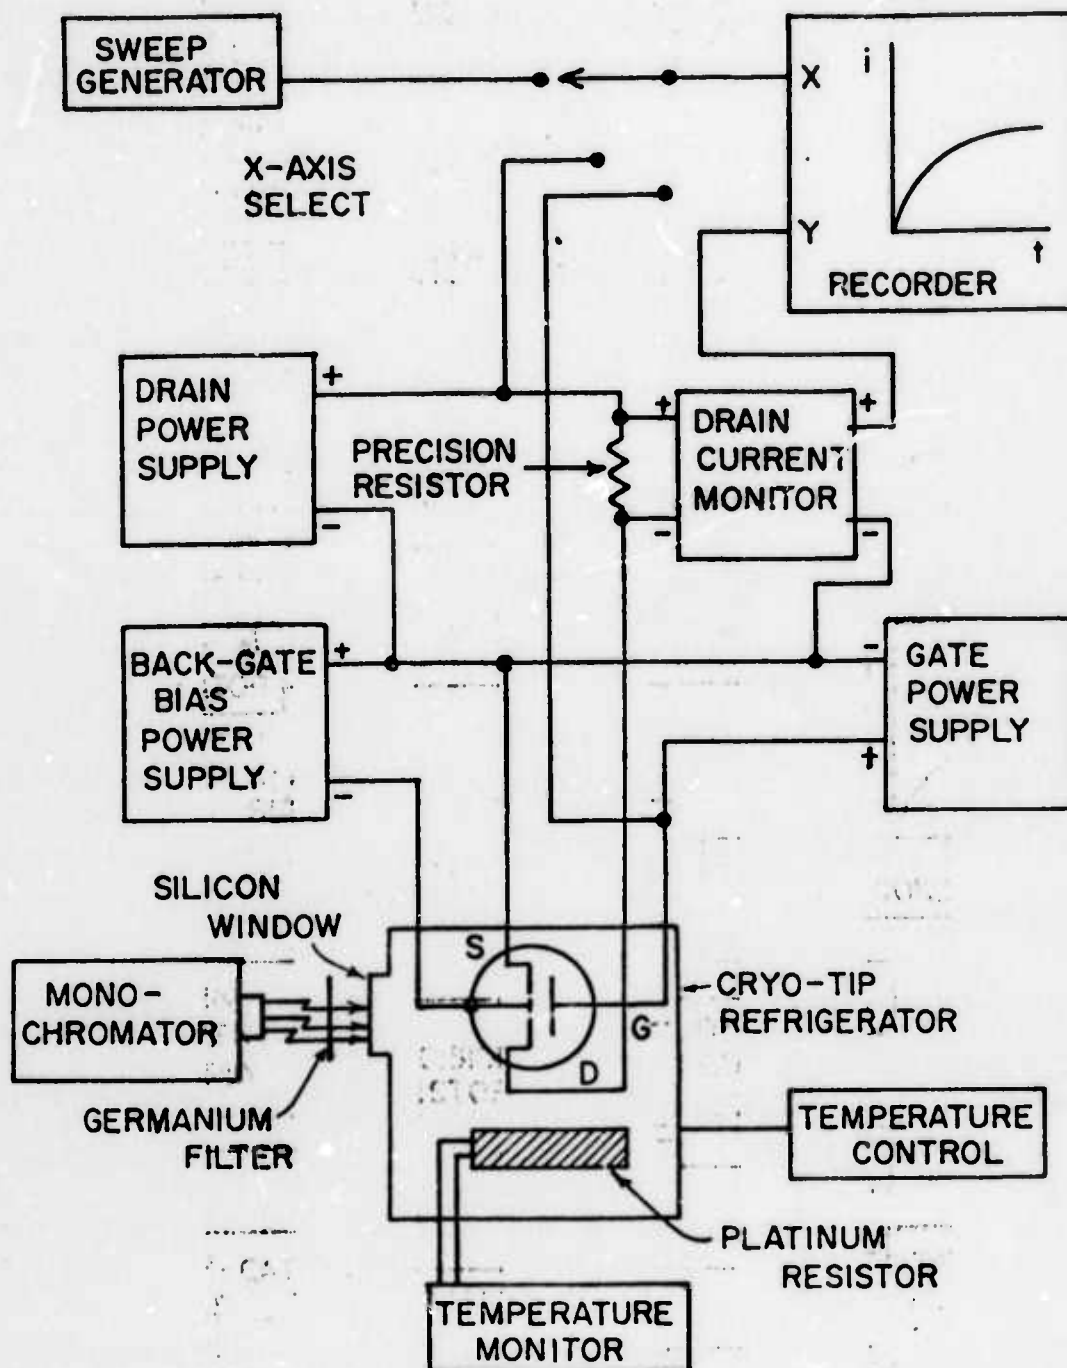 SWEEP
GENERATOR
X-AXIS
SELECT
X
i
Y
t
RECORDER
DRAIN
POWER
SUPPLY
+
-
PRECISION
RESISTOR
+
-
DRAIN
CURRENT
MONITOR
+
-
BACK-GATE
BIAS
POWER
SUPPLY
+
-
-
+
GATE
POWER
SUPPLY
SILICON
WINDOW
MONO-
CHROMATOR
GERMANIUM
FILTER
S
G
D
CRYO-TIP
REFRIGERATOR
TEMPERATURE
CONTROL
PLATINUM
RESISTOR
TEMPERATURE
MONITOR